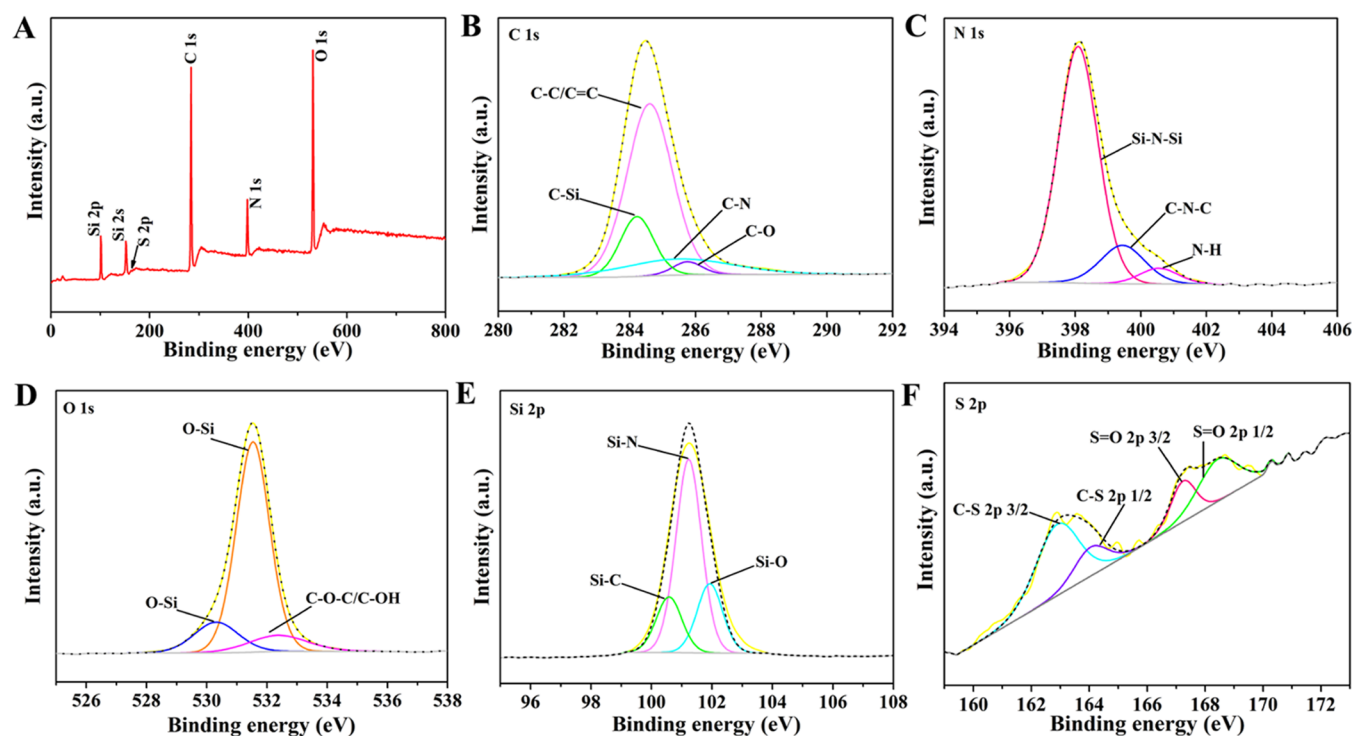 A
Si 2p
Si 2s
S 2p
C 1s
N 1s
O 1s
Intensity (a.u.)
0 200 400 600 800
Binding energy (eV)
B
C 1s
C-C/C=C
C-Si
C-N
C-O
Intensity (a.u.)
280 282 284 286 288 290 292
Binding energy (eV)
C
N 1s
Si-N-Si
C-N-C
N-H
Intensity (a.u.)
394 396 398 400 402 404 406
Binding energy (eV)
D
O 1s
O-Si
O-Si
C-O-C/C-OH
Intensity (a.u.)
526 528 530 532 534 536 538
Binding energy (eV)
E
Si 2p
Si-N
Si-C
Si-O
Intensity (a.u.)
96 98 100 102 104 106 108
Binding energy (eV)
F
S 2p
S=O 2p 3/2
S=O 2p 1/2
C-S 2p 3/2
C-S 2p 1/2
Intensity (a.u.)
160 162 164 166 168 170 172
Binding energy (eV)